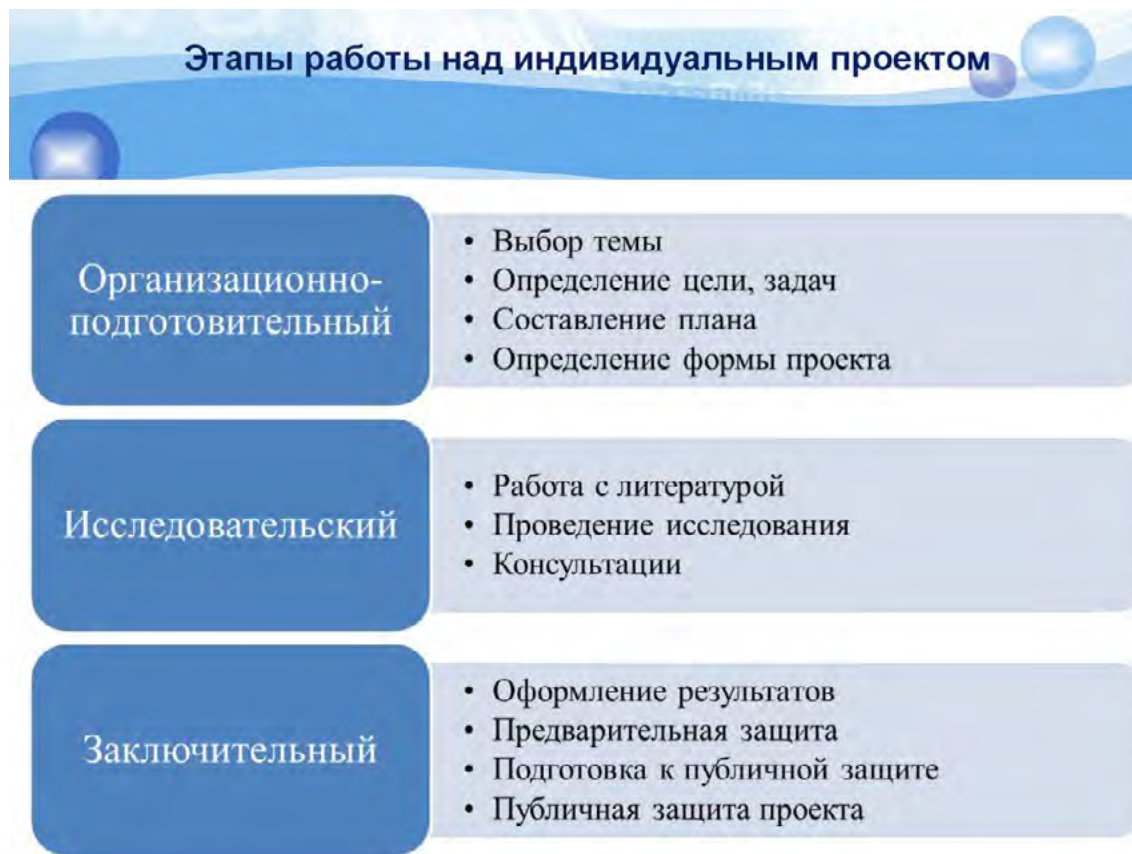 Этапы работы над индивидуальным проектом
Организационно-
подготовительный
• Выбор темы
• Определение цели, задач
• Составление плана
• Определение формы проекта
Исследовательский
• Работа с литературой
• Проведение исследования
• Консультации
Заключительный
• Оформление результатов
• Предварительная защита
• Подготовка к публичной защите
• Публичная защита проекта